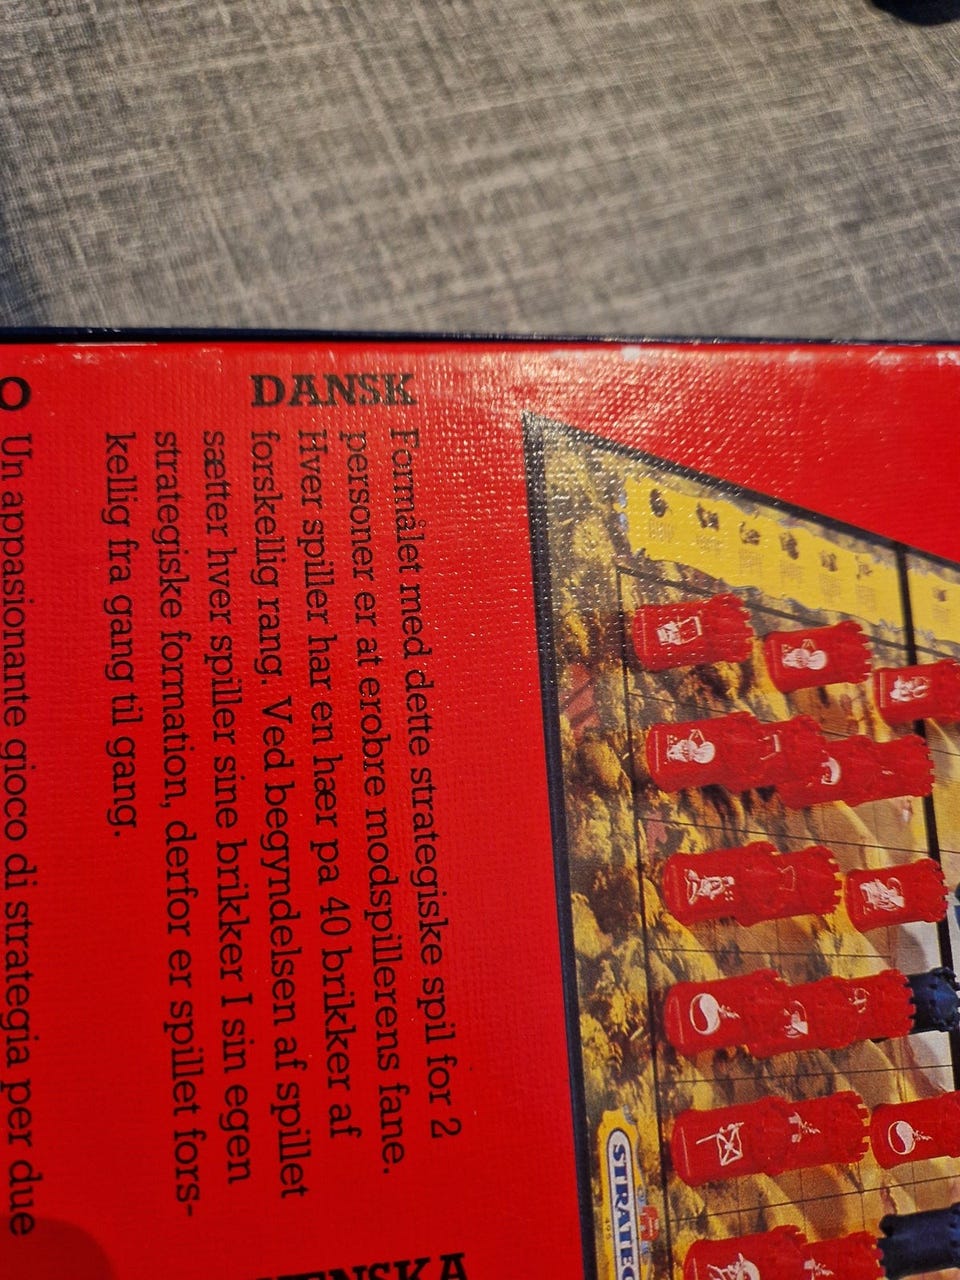 DANSK
Formålet med dette strategiske spil for 2
personer er at erobre modspillerens fane.
Hver spiller har en hær pa 40 brikker af
forskellig rang. Ved begyndelsen af spillet
sætter hver spiller sine brikker I sin egen
strategiske formation, derfor er spillet fors-
kellig fra gang til gang.
O
Un appasionante gioco di strategia per due